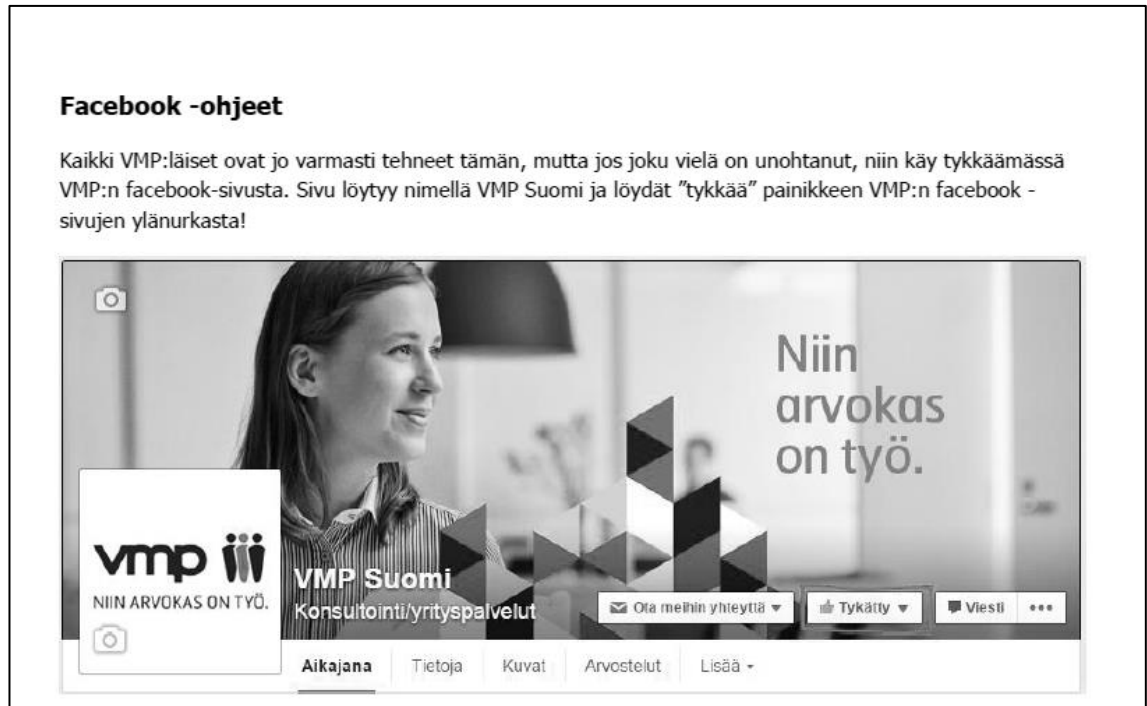 Facebook -ohjeet
Kaikki VMP:läiset ovat jo varmasti tehneet tämän, mutta jos joku vielä on unohtanut, niin käy tykkäämässä
VMP:n facebook-sivusta. Sivu löytyy nimellä VMP Suomi ja löydät ”tykkää” painikkeen VMP:n facebook -
sivujen ylänurkasta!
Niin
arvokas
on työ.
vmp
NIIN ARVOKAS ON TYÖ.
VMP Suomi
Konsultointi/yrityspalvelut
Ota meihin yhteyttä
Tykätty
Viesti
Aikajana Tietoja Kuvat Arvostelut Lisää